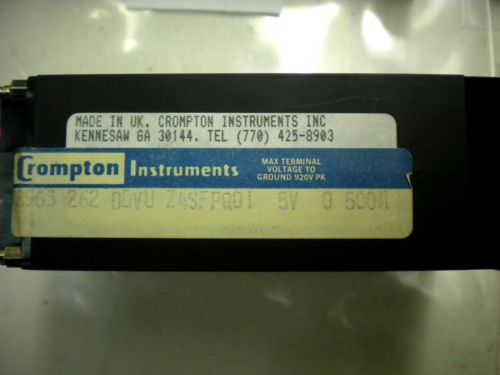 MADE IN UK. CROMPTON INSTRUMENTS INC
KENNESAW GA 30144. TEL (770) 425-8903
Crompton Instruments
MAX TERMINAL
VOLTAGE TO
GROUND 920V PK
262 DDVU Z4SFPQD1 5V 0 500A